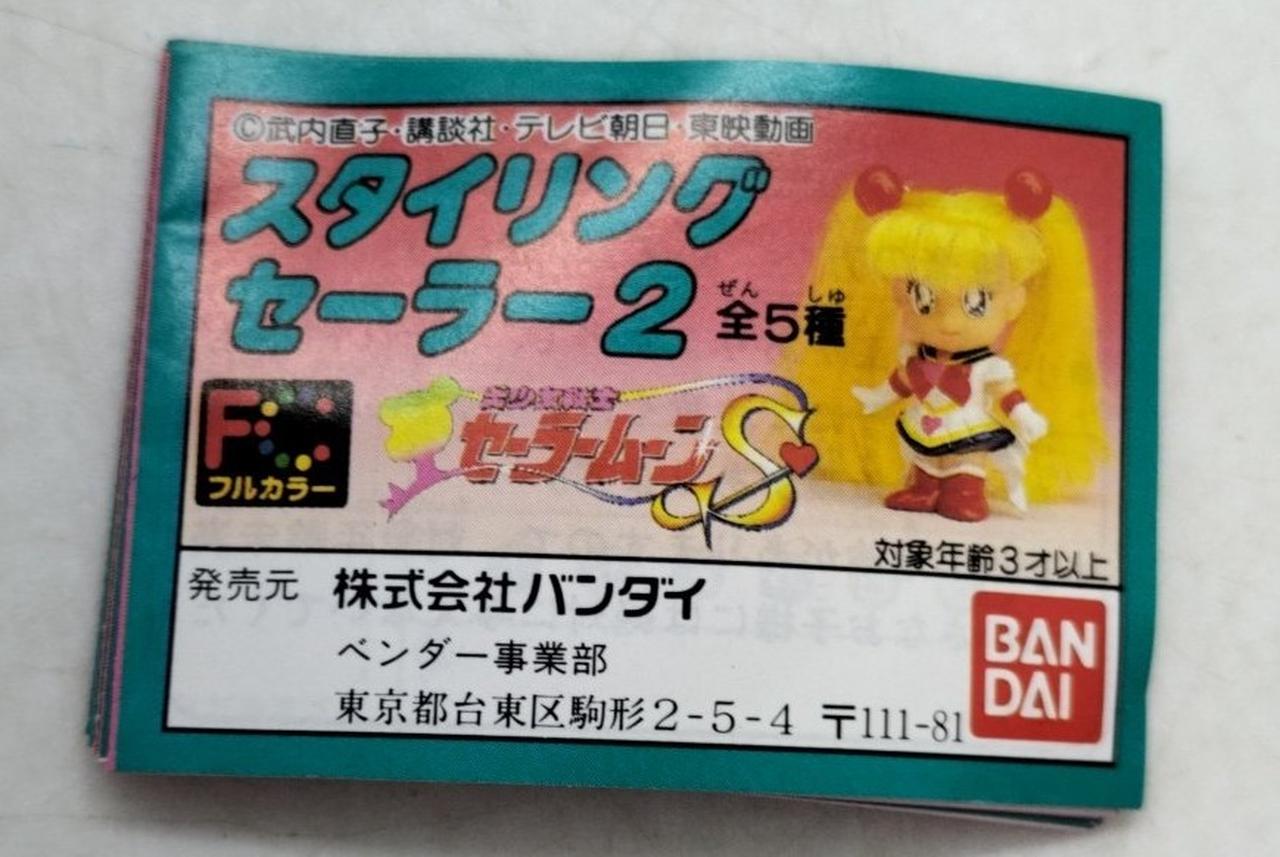 ©武内直子・講談社・テレビ朝日・東映動画
スタイリング
セーラー2
ぜん しゅ
全5種
F
フルカラー
美少女戦士
セーラームーンS
対象年齢3才以上
発売元 株式会社バンダイ
ベンダー事業部
東京都台東区駒形2-5-4 〒111-81
BAN
DAI